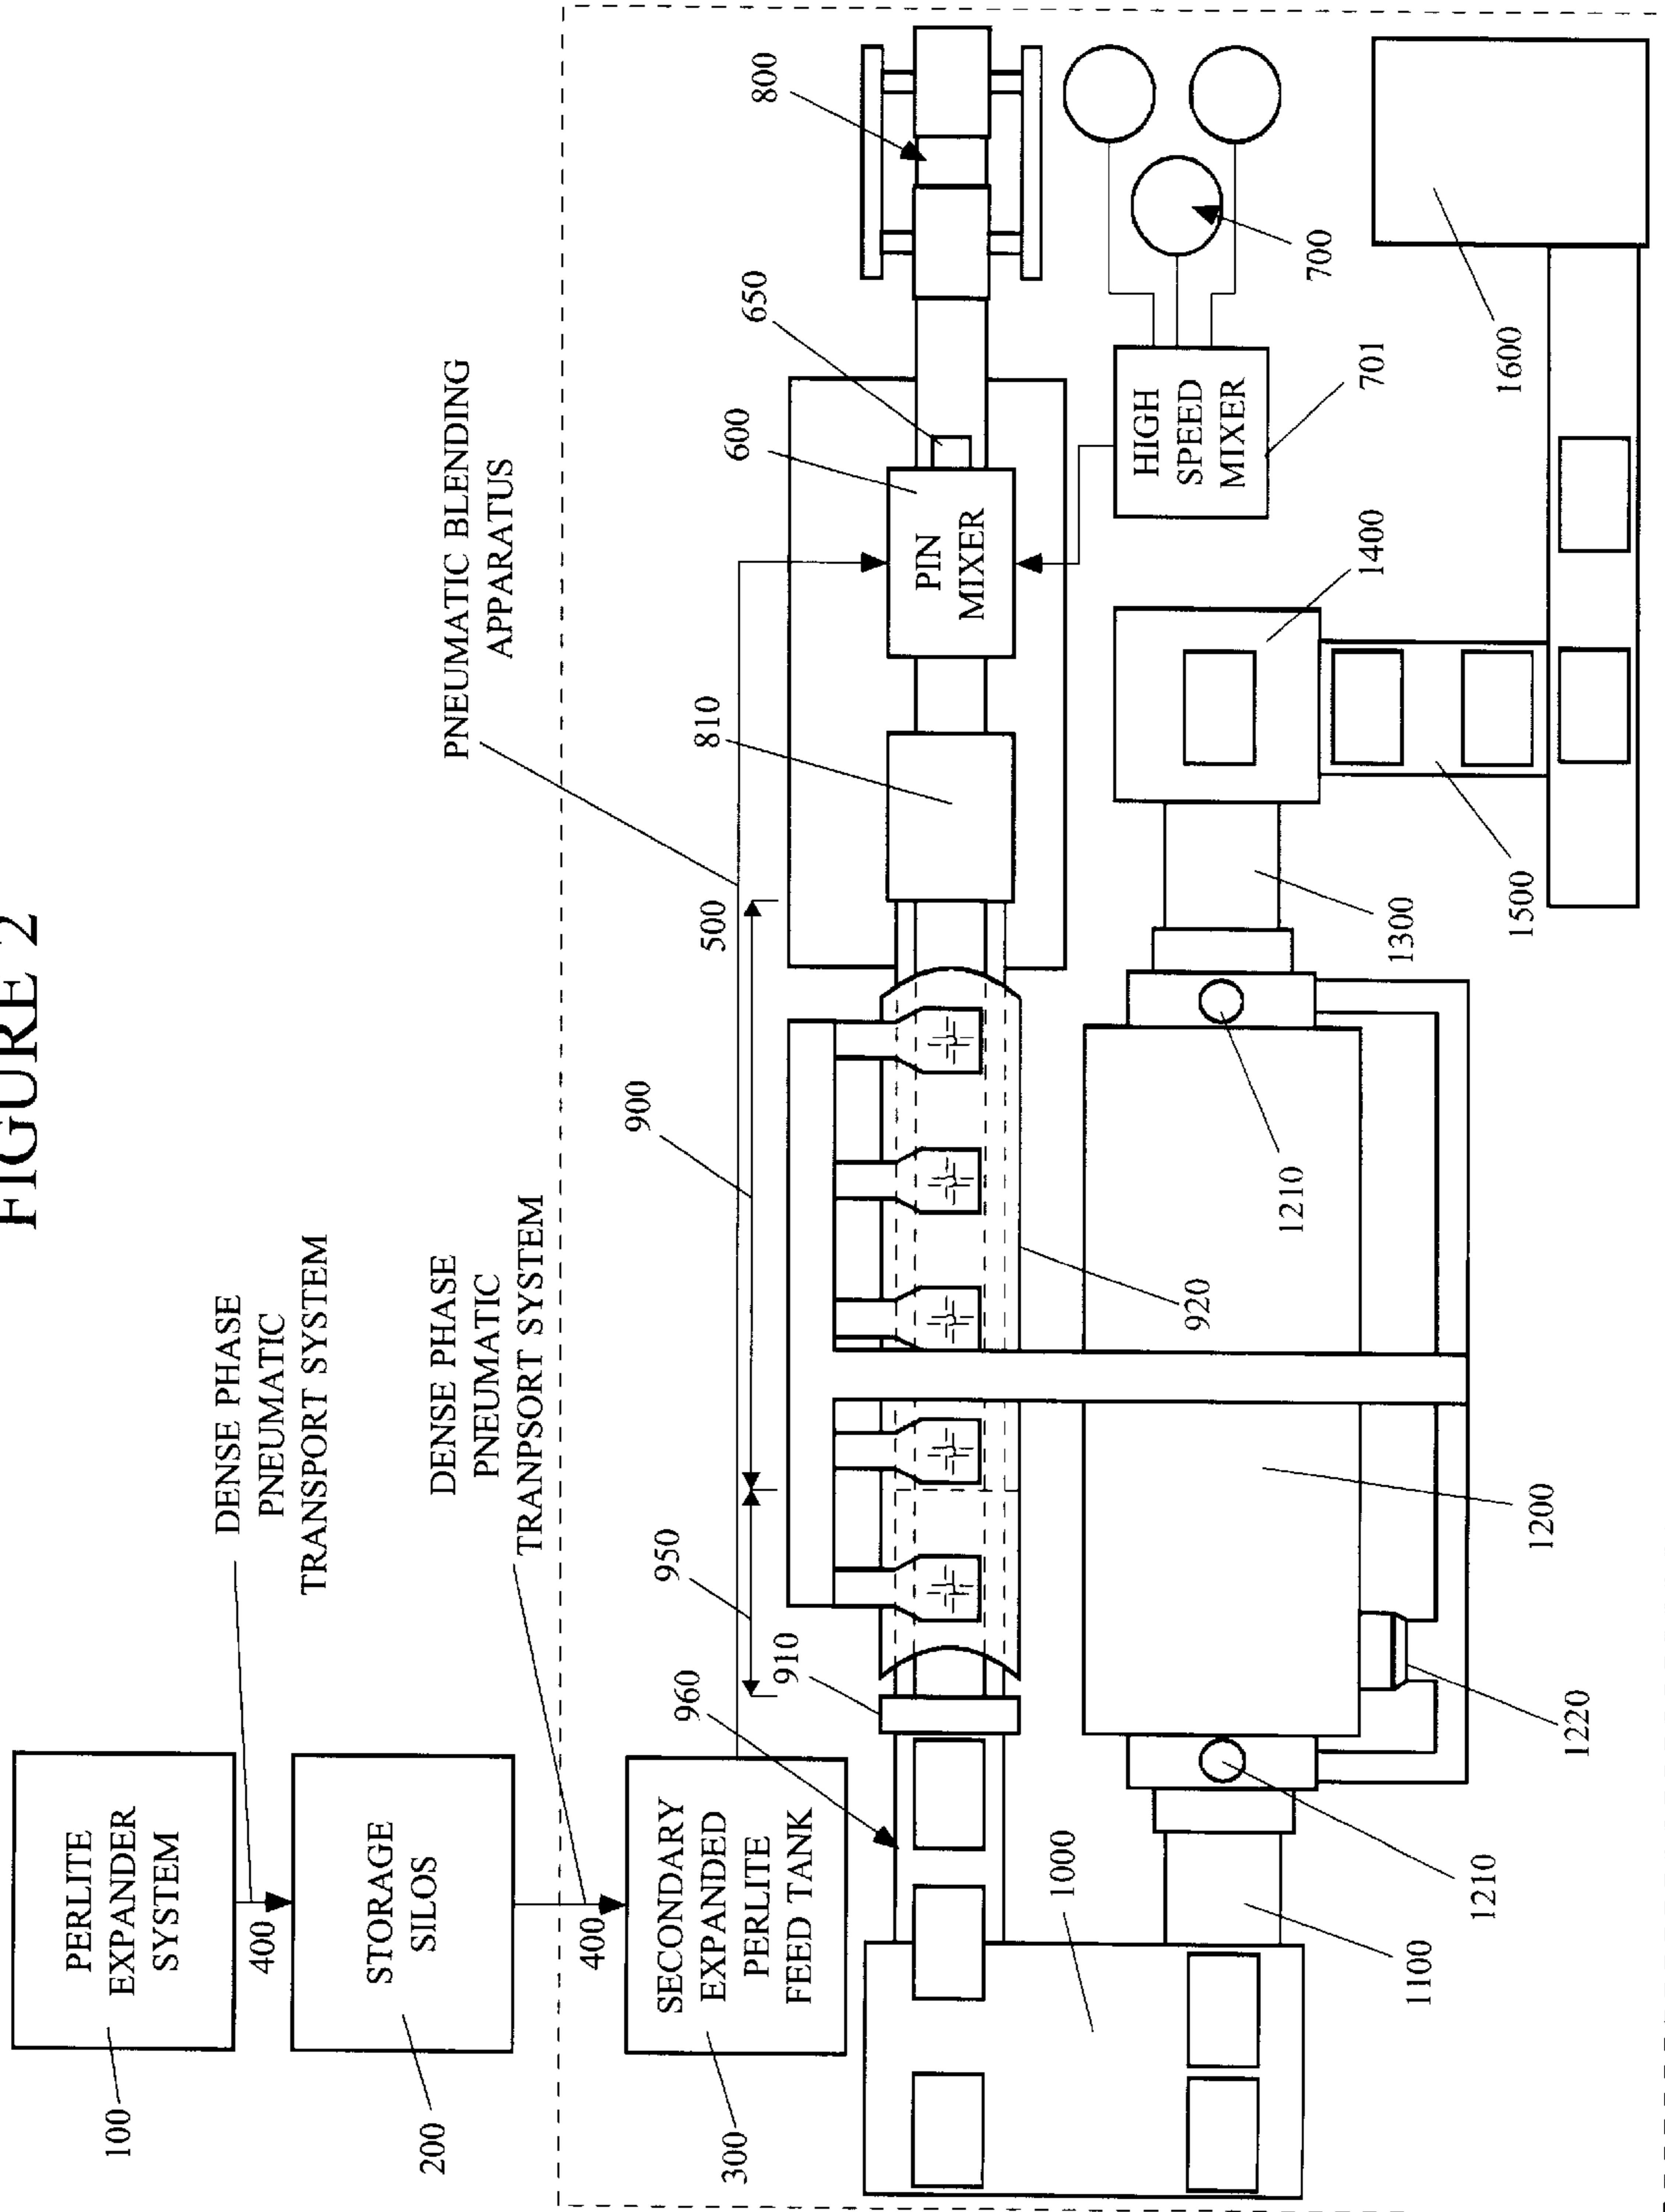 FIGURE 2
PERLITE
EXPANDER
SYSTEM
100
DENSE PHASE
PNEUMATIC
TRANSPORT SYSTEM
400
STORAGE
SILOS
200
DENSE PHASE
PNEUMATIC
TRANPSORT SYSTEM
400
SECONDARY
EXPANDED
PERLITE
FEED TANK
300
PNEUMATIC BLENDING
APPARATUS
500
900
950
960
910
810
600
650
800
PIN
MIXER
HIGH
SPEED
MIXER
701
700
920
1000
1100
1210
1200
1220
1210
1300
1400
1500
1600